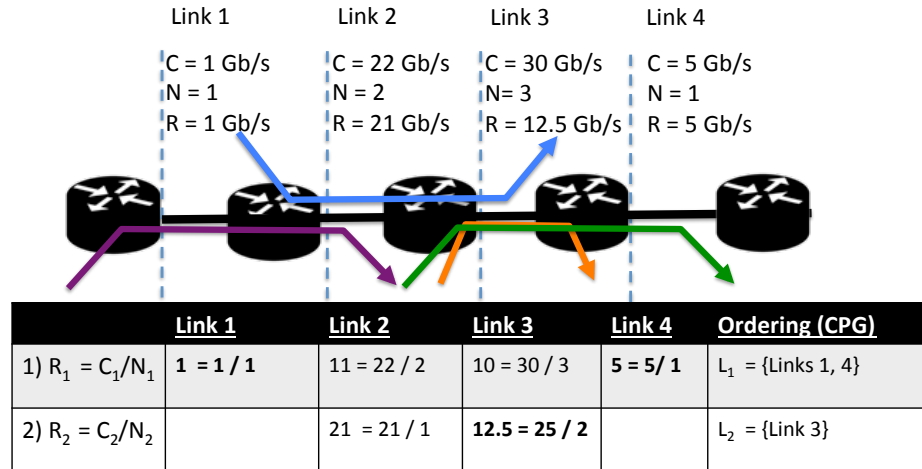 Link 1 Link 2 Link 3 Link 4
C = 1 Gb/s C = 22 Gb/s C = 30 Gb/s C = 5 Gb/s
N = 1 N = 2 N= 3 N = 1
R = 1 Gb/s R = 21 Gb/s R = 12.5 Gb/s R = 5 Gb/s
Link 1 Link 2 Link 3 Link 4 Ordering (CPG)
1) R₁ = C₁/N₁ 1 = 1 / 1 11 = 22 / 2 10 = 30 / 3 5 = 5/ 1 L₁ = {Links 1, 4}
2) R₂ = C₂/N₂ 21 = 21 / 1 12.5 = 25 / 2 L₂ = {Link 3}